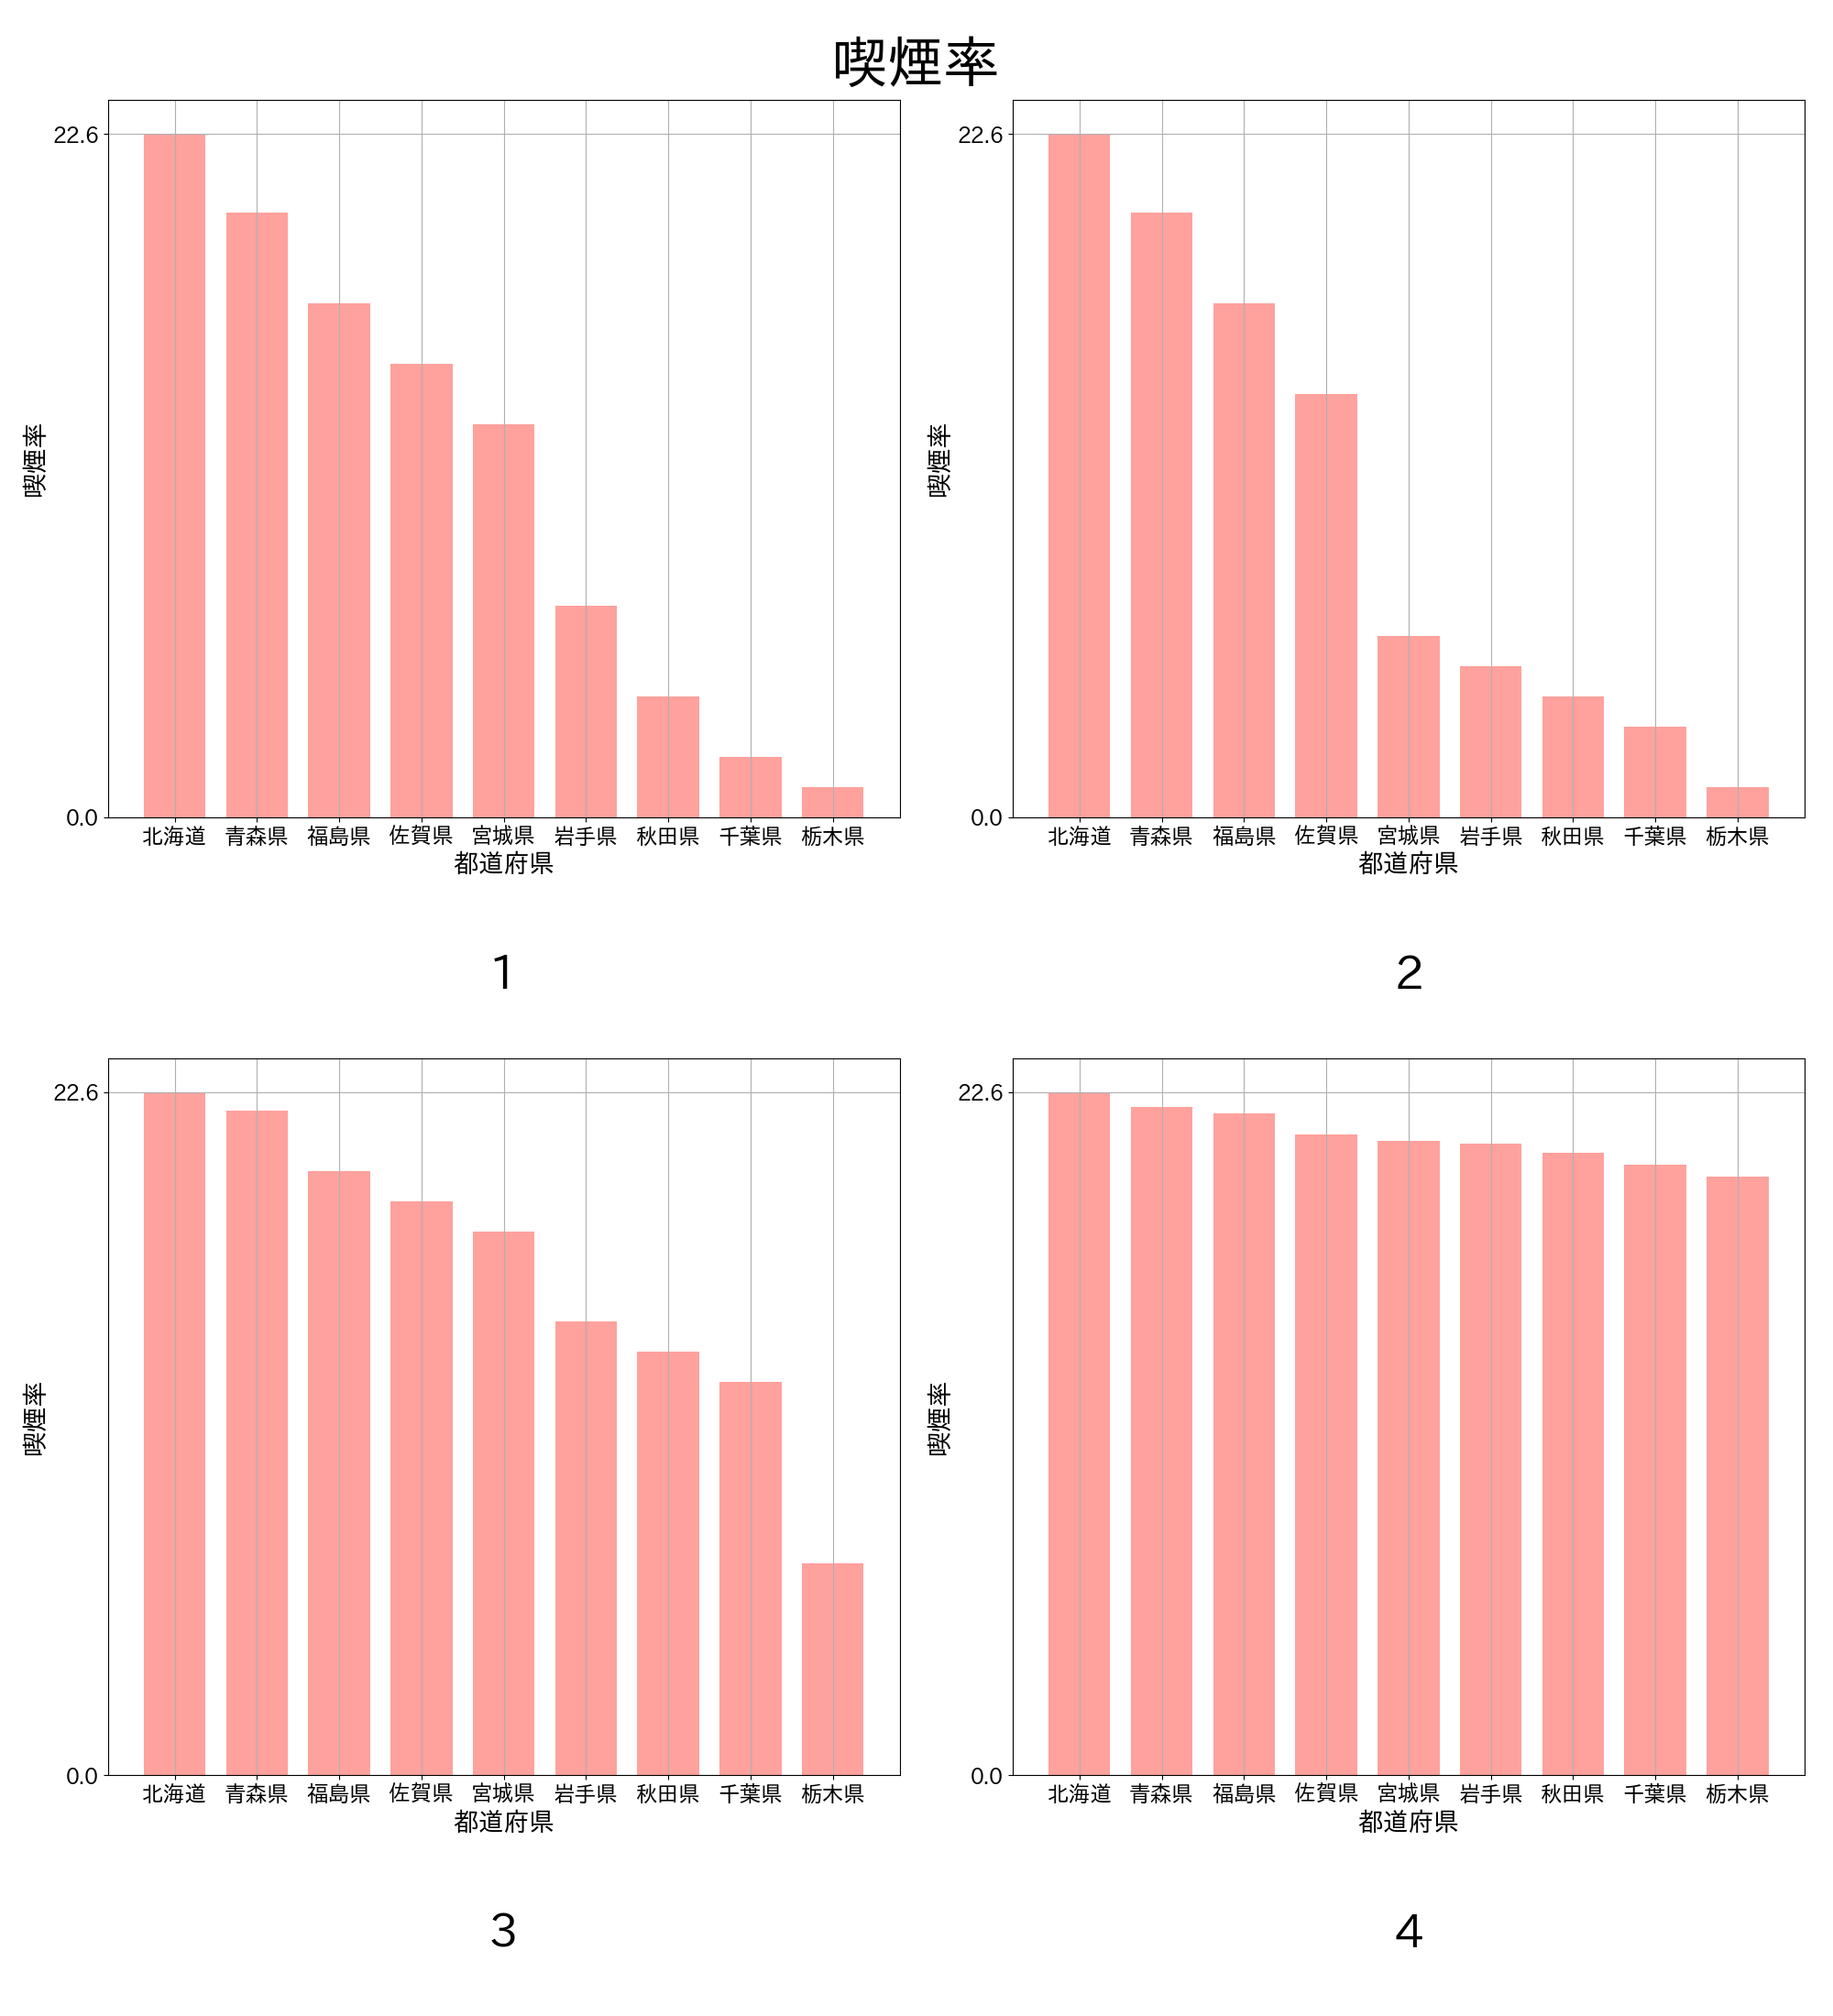 喫煙率
22.6
0.0
喫煙率
北海道 青森県 福島県 佐賀県 宮城県 岩手県 秋田県 千葉県 栃木県
都道府県
1
22.6
0.0
喫煙率
北海道 青森県 福島県 佐賀県 宮城県 岩手県 秋田県 千葉県 栃木県
都道府県
2
22.6
0.0
喫煙率
北海道 青森県 福島県 佐賀県 宮城県 岩手県 秋田県 千葉県 栃木県
都道府県
3
22.6
0.0
喫煙率
北海道 青森県 福島県 佐賀県 宮城県 岩手県 秋田県 千葉県 栃木県
都道府県
4